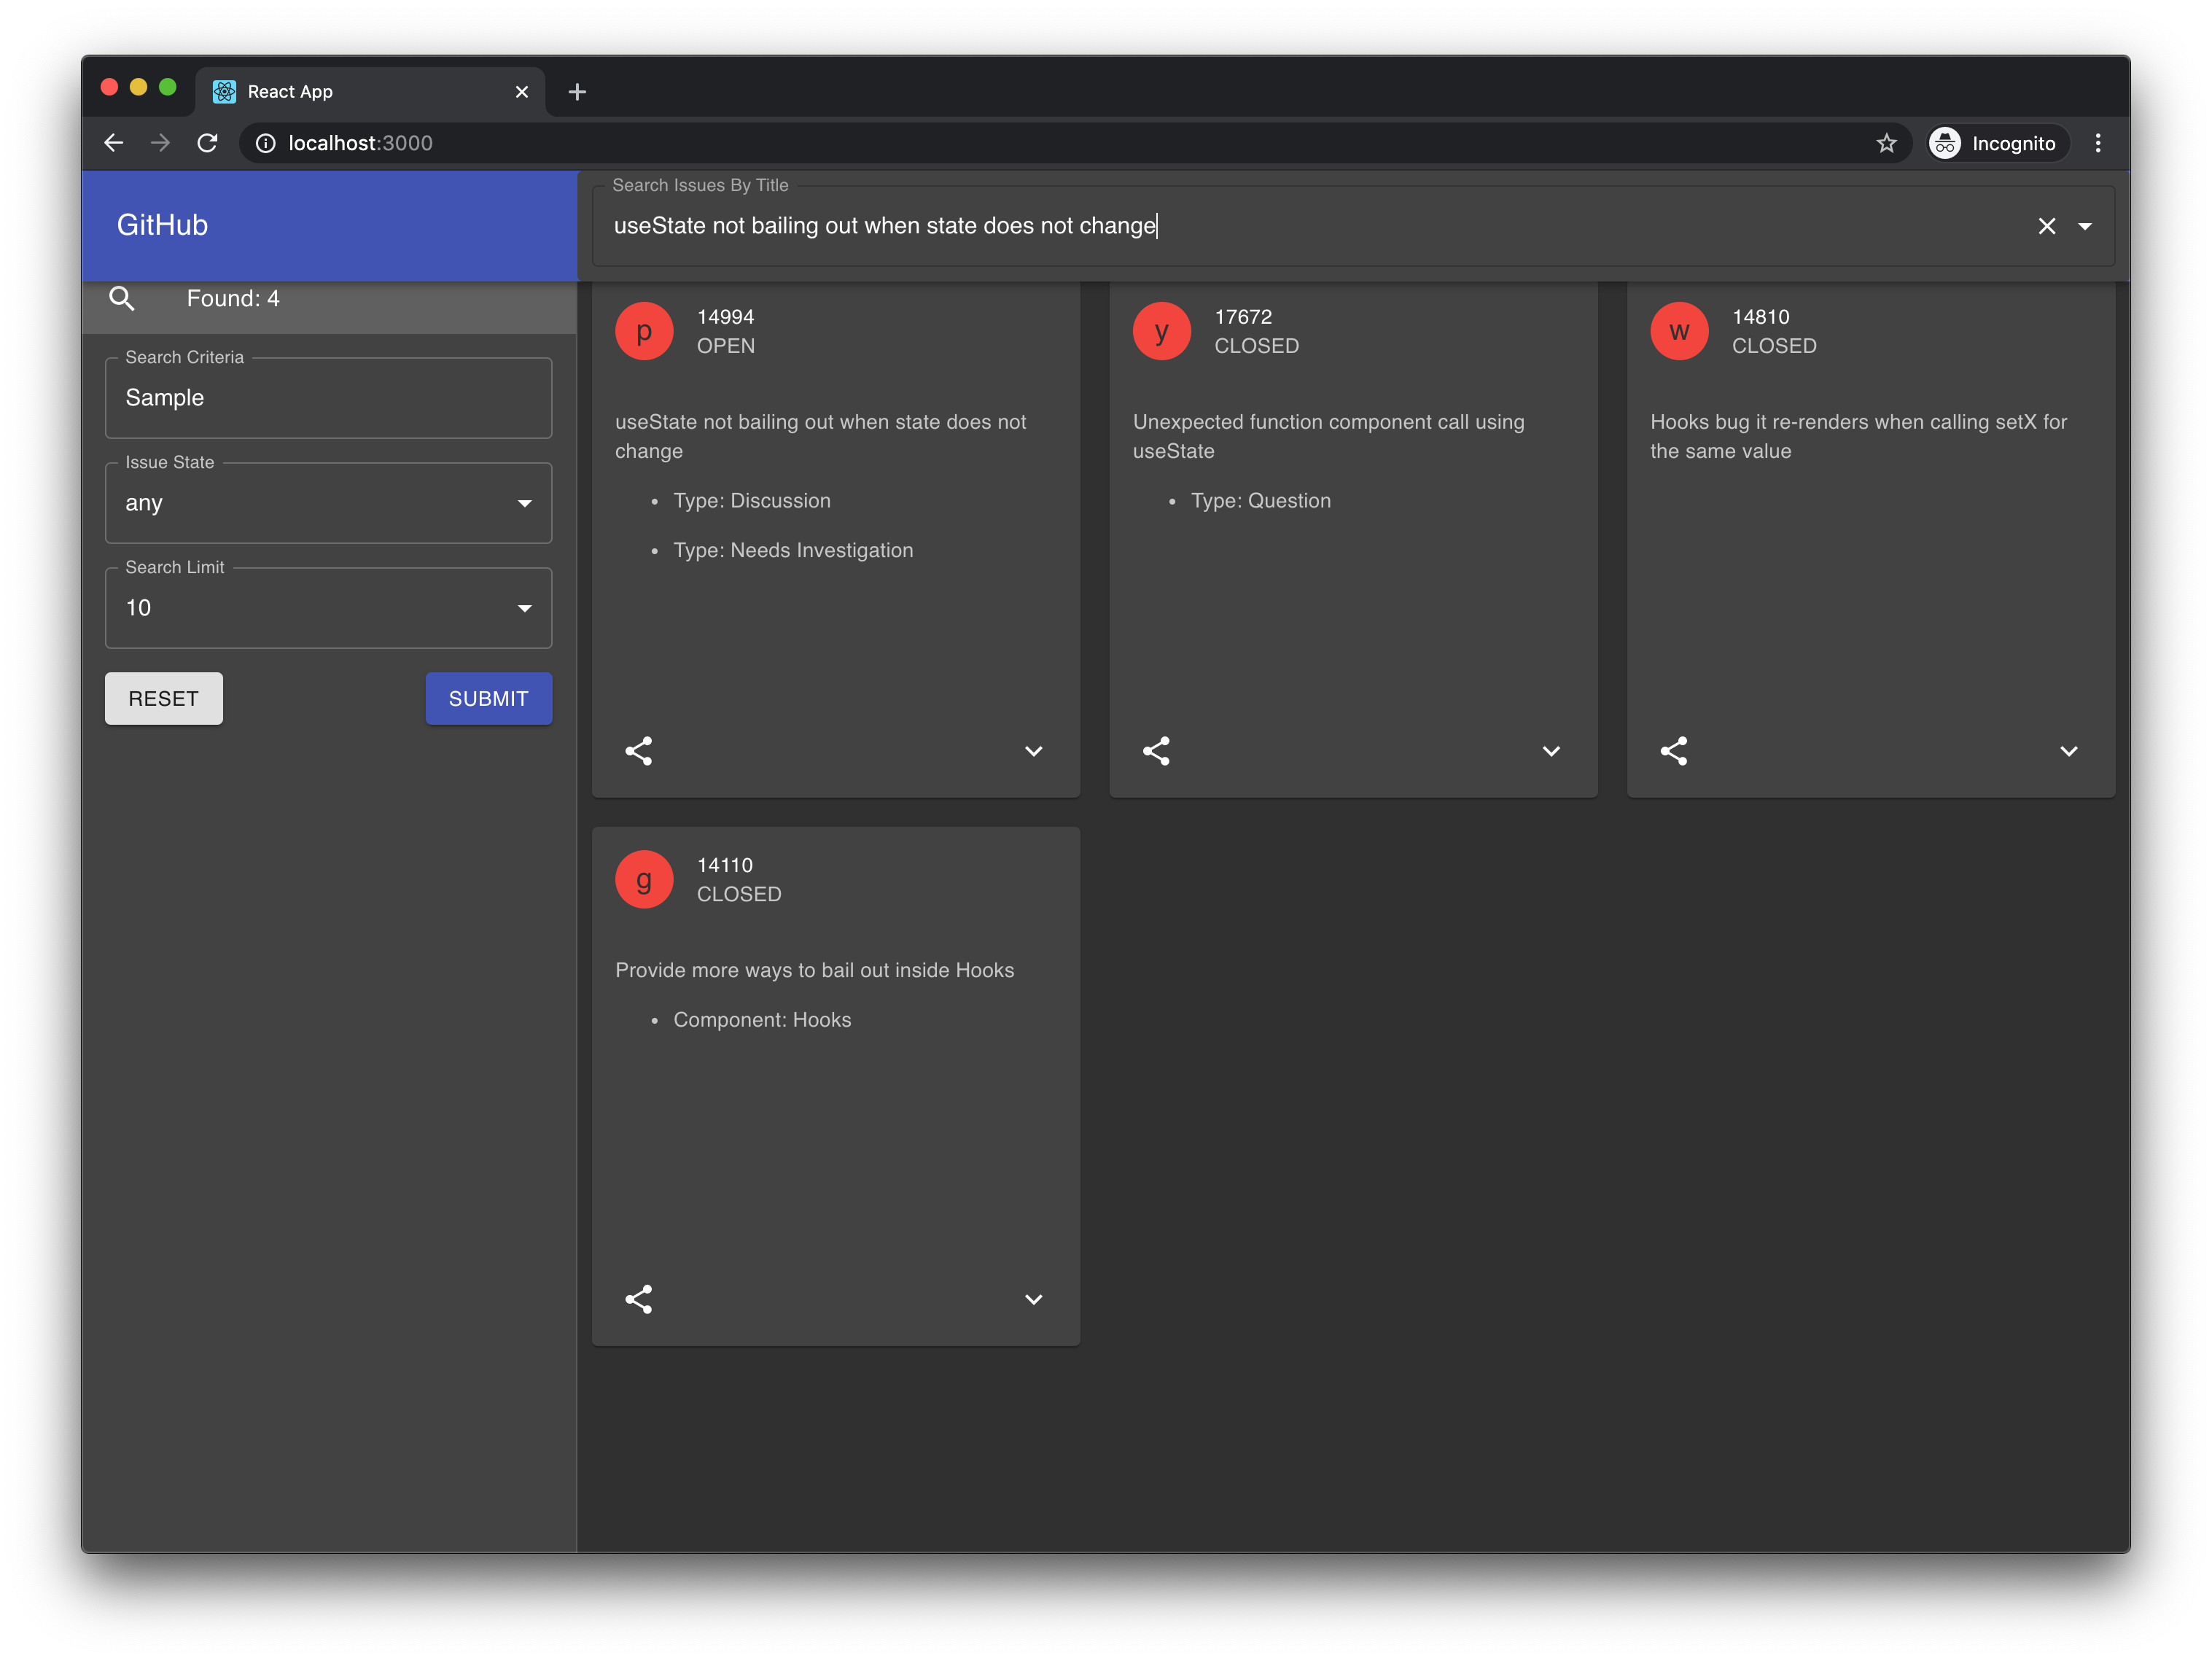 React App
localhost:3000
Incognito
GitHub
Search Issues By Title
useState not bailing out when state does not change
Found: 4
Search Criteria
Sample
Issue State
any
Search Limit
10
RESET
SUBMIT
p
14994
OPEN
useState not bailing out when state does not
change
• Type: Discussion
• Type: Needs Investigation
y
17672
CLOSED
Unexpected function component call using
useState
• Type: Question
w
14810
CLOSED
Hooks bug it re-renders when calling setX for
the same value
g
14110
CLOSED
Provide more ways to bail out inside Hooks
• Component: Hooks